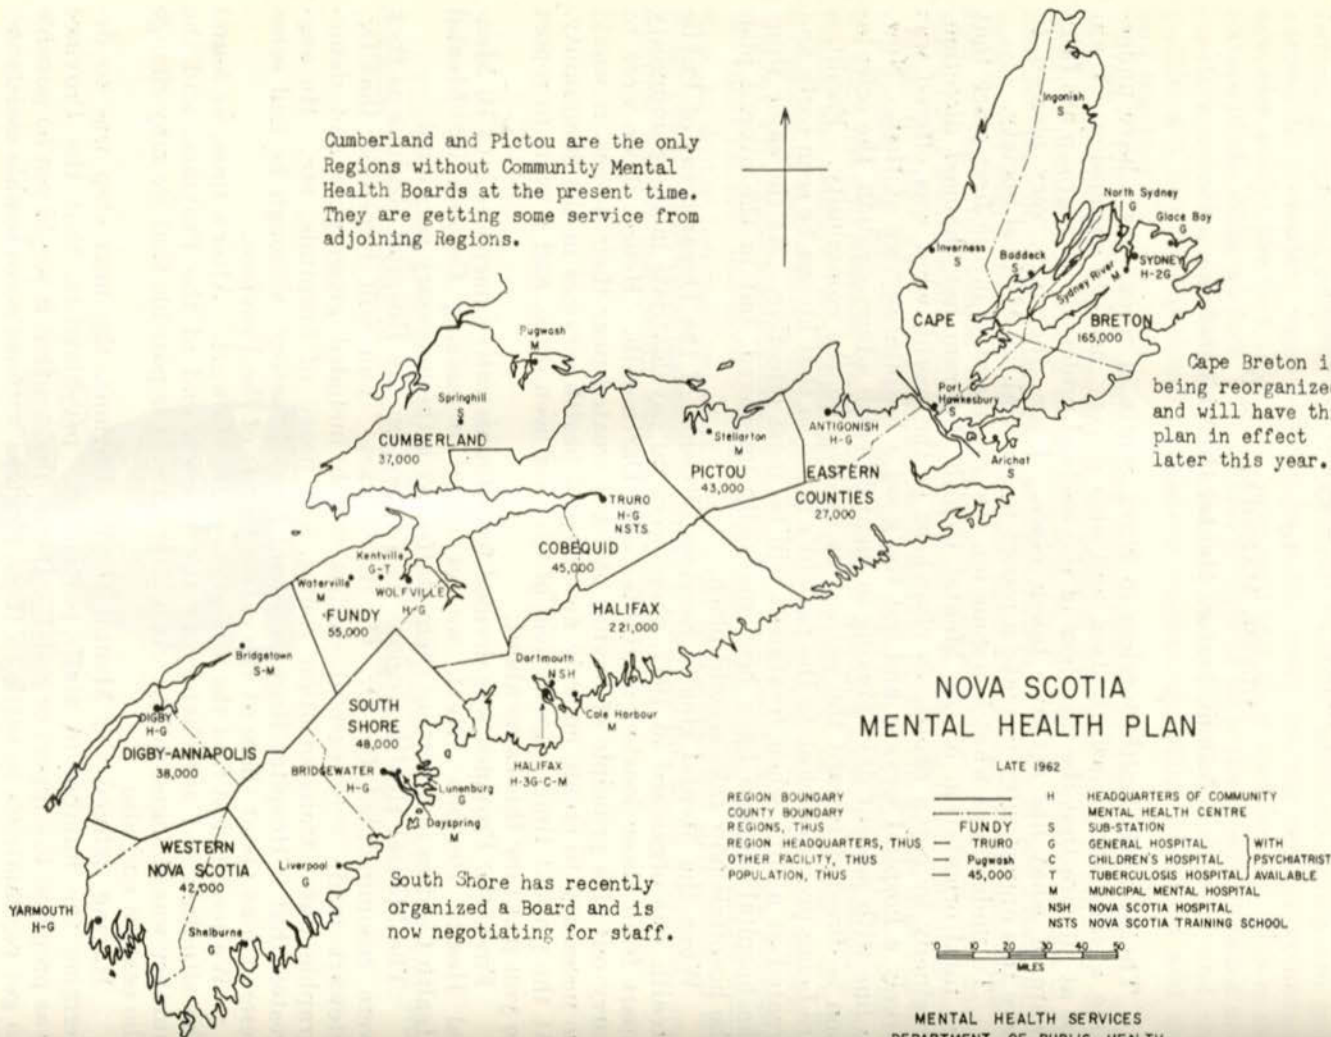 Cumberland and Pictou are the only
Regions without Community Mental
Health Boards at the present time.
They are getting some service from
adjoining Regions.
Ingonish
S
North Sydney
G
Glace Bay
G
Inverness
S
Baddeck
S
SYDNEY
H-2G
Sydney River
M
CAPE
BRETON
165,000
Cape Breton i
being reorganize
and will have th
plan in effect
later this year.
Pugwash
M
Springhill
S
CUMBERLAND
37,000
Stellarton
M
PICTOU
43,000
ANTIGONISH
H-G
Port
Hawkesbury
S
Arichat
S
EASTERN
COUNTIES
27,000
TRURO
H-G
NSTS
COBEQUID
45,000
HALIFAX
221,000
Kentville
G-T
Waterville
M
WOLFVILLE
H-G
FUNDY
55,000
Bridgetown
S-M
DIGBY
H-G
DIGBY-ANNAPOLIS
38,000
SOUTH
SHORE
48,000
Dartmouth
NSH
Cole Harbour
M
HALIFAX
H-3G-C-M
BRIDGEWATER
H-G
Lunenburg
G
Dayspring
M
Liverpool
G
WESTERN
NOVA SCOTIA
42,000
YARMOUTH
H-G
Shelburne
G
South Shore has recently
organized a Board and is
now negotiating for staff.
NOVA SCOTIA
MENTAL HEALTH PLAN
LATE 1962
REGION BOUNDARY
COUNTY BOUNDARY
REGIONS, THUS FUNDY
REGION HEADQUARTERS, THUS — TRURO
OTHER FACILITY, THUS — Pugwash
POPULATION, THUS — 45,000
H HEADQUARTERS OF COMMUNITY
MENTAL HEALTH CENTRE
S SUB-STATION
G GENERAL HOSPITAL
C CHILDREN'S HOSPITAL
T TUBERCULOSIS HOSPITAL
WITH
PSYCHIATRIST
AVAILABLE
M MUNICIPAL MENTAL HOSPITAL
NSH NOVA SCOTIA HOSPITAL
NSTS NOVA SCOTIA TRAINING SCHOOL
0 10 20 30 40 50
MILES
MENTAL HEALTH SERVICES
DEPARTMENT OF PUBLIC HEALTH